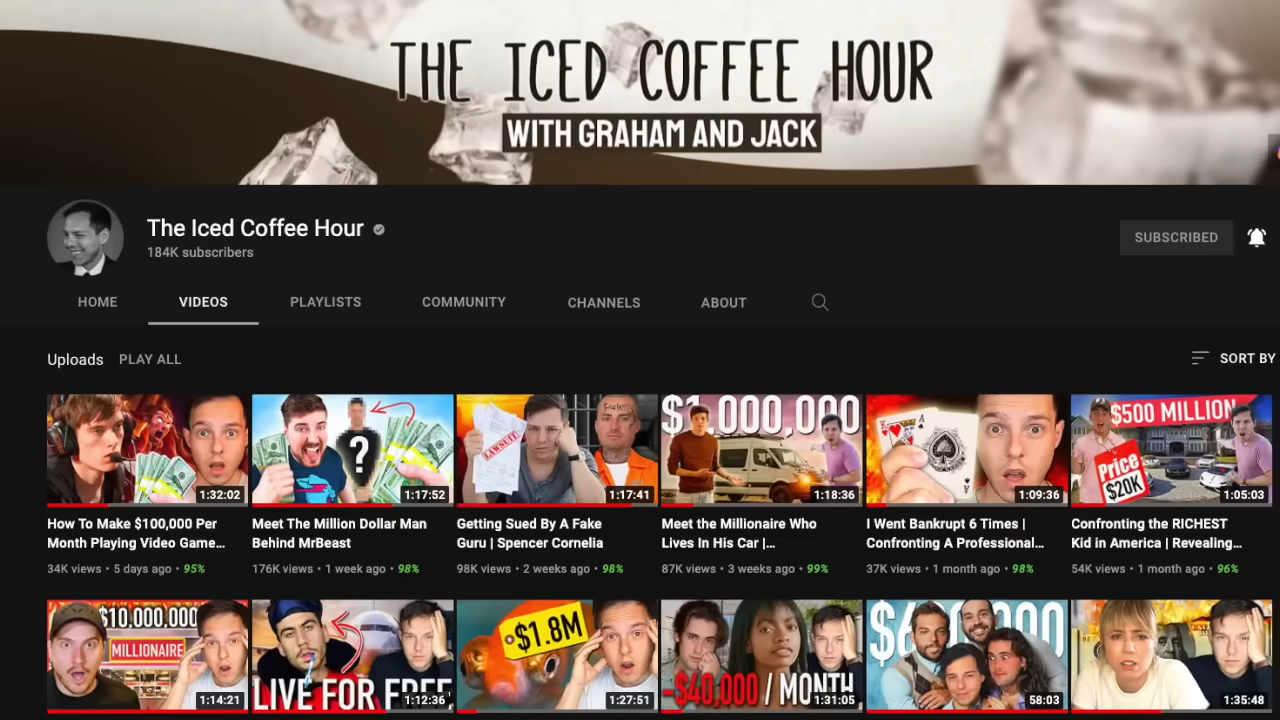 THE ICED COFFEE HOUR
WITH GRAHAM AND JACK
The Iced Coffee Hour
184K subscribers
SUBSCRIBED
HOME VIDEOS PLAYLISTS COMMUNITY CHANNELS ABOUT
Uploads PLAY ALL
SORT BY
LAWSUIT
$1,000,000
A
A
$500 MILLION
Price
$20K
1:32:02
1:17:52
1:17:41
1:18:36
1:09:36
1:05:03
How To Make $100,000 Per
Month Playing Video Game…
34K views • 5 days ago • 95%
Meet The Million Dollar Man
Behind MrBeast
176K views • 1 week ago • 98%
Getting Sued By A Fake
Guru | Spencer Cornelia
98K views • 2 weeks ago • 98%
Meet the Millionaire Who
Lives In His Car |…
87K views • 3 weeks ago • 99%
I Went Bankrupt 6 Times |
Confronting A Professional…
37K views • 1 month ago • 98%
Confronting the RICHEST
Kid in America | Revealing…
54K views • 1 month ago • 96%
$10,000,000
MILLIONAIRE
1:14:21
LIVE FOR FREE
1:12:36
$1.8M
1:27:51
-$40,000 / MONTH
1:31:05
58:03
1:35:48